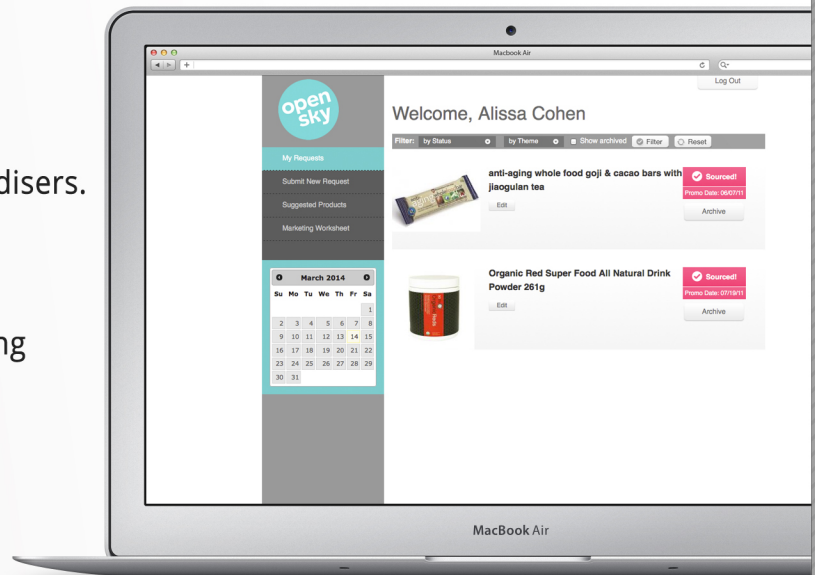 disers.
ng
Macbook Air
Log Out
open
sky
Welcome, Alissa Cohen
Filter: by Status by Theme Show archived Filter Reset
My Requests
Submit New Request
Suggested Products
Marketing Worksheet
anti-aging whole food goji & cacao bars with
jiaogulan tea
Edit
Sourced!
Promo Date: 06/07/11
Archive
Organic Red Super Food All Natural Drink
Powder 261g
Edit
Sourced!
Promo Date: 07/19/11
Archive
March 2014
Su Mo Tu We Th Fr Sa
1
2 3 4 5 6 7 8
9 10 11 12 13 14 15
16 17 18 19 20 21 22
23 24 25 26 27 28 29
30 31
MacBook Air